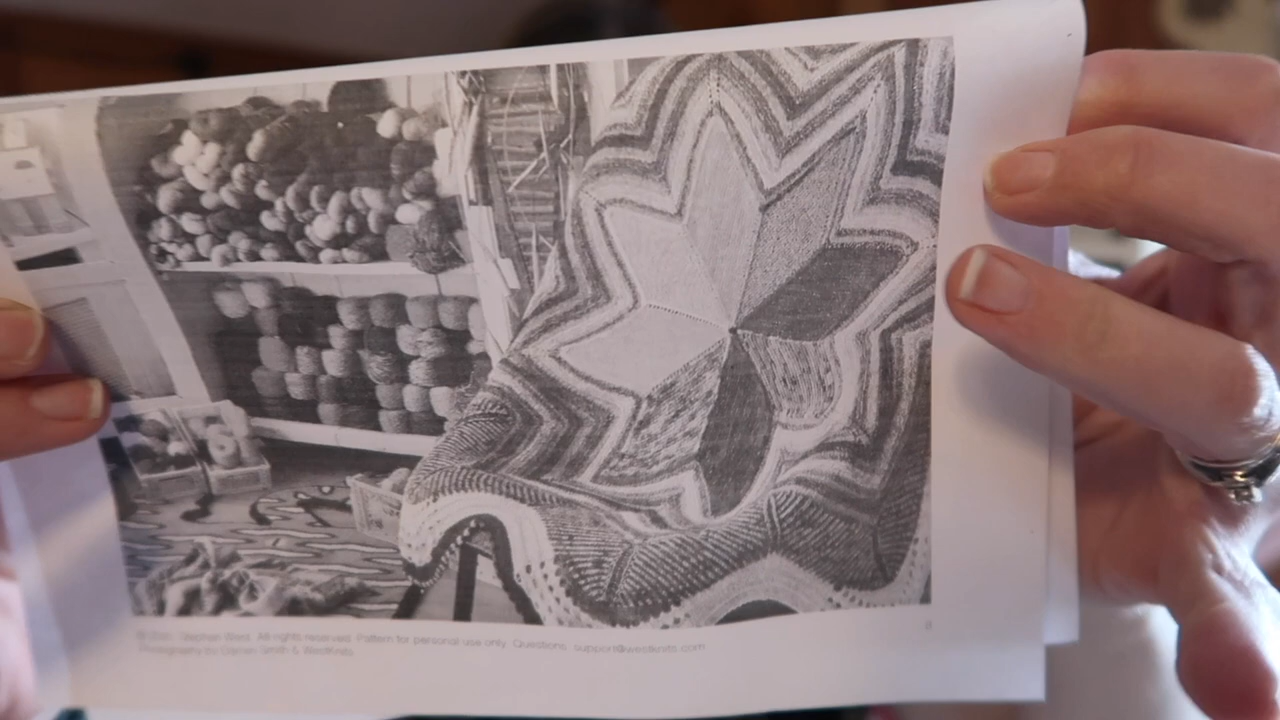 Stephen West. All rights reserved. Pattern for personal use only. Questions: support@westknits.com
Photography by Darren Smith & WestKnits